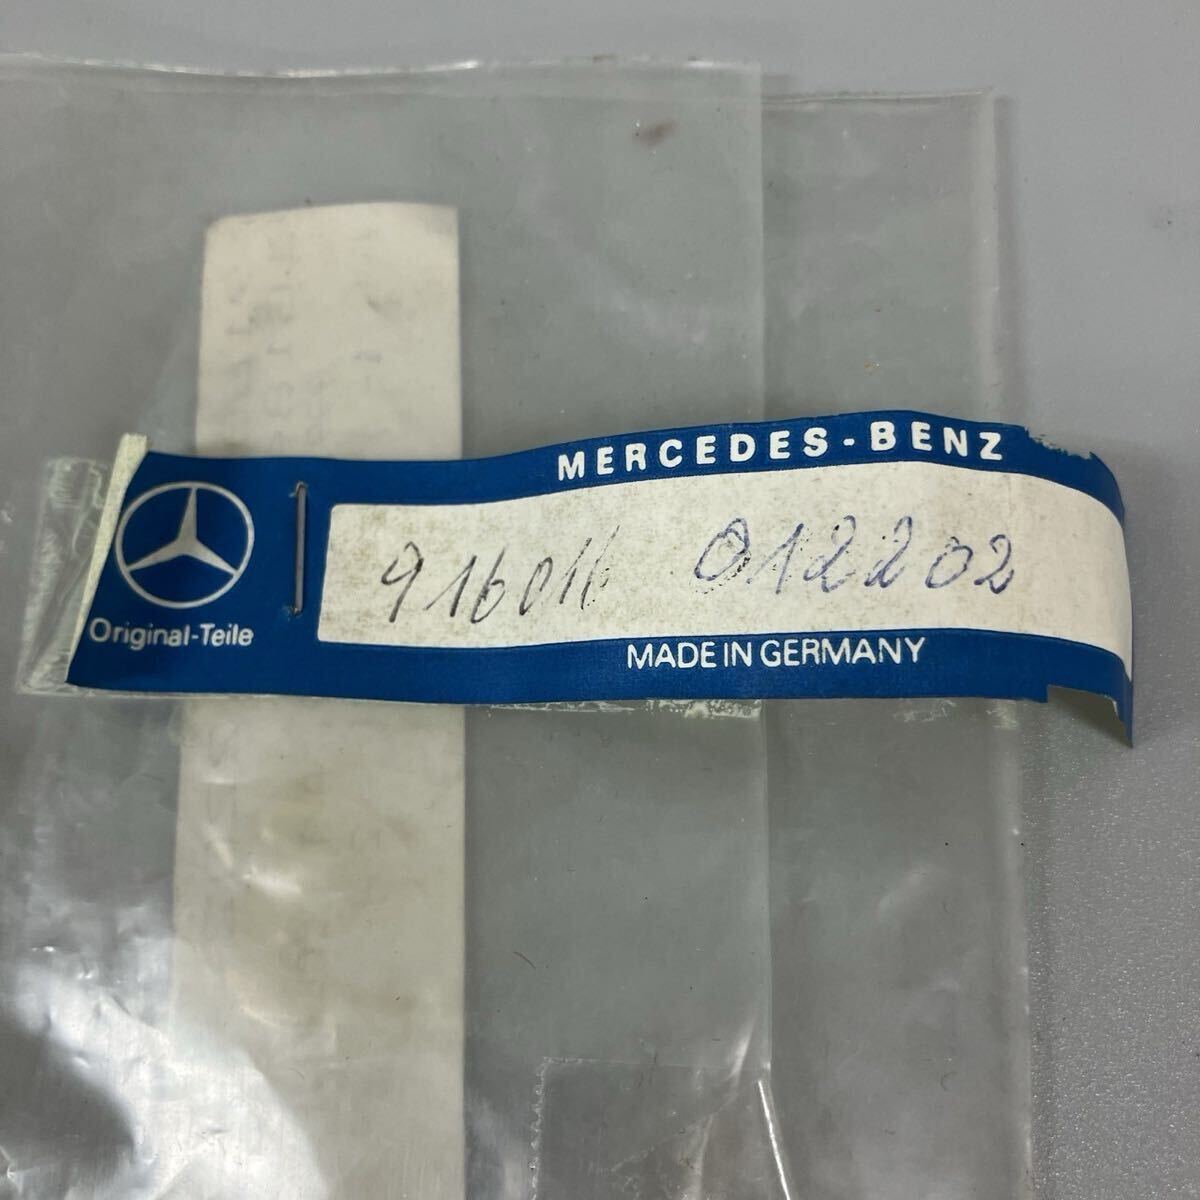 MERCEDES-BENZ
916016 012202
Original-Teile
MADE IN GERMANY